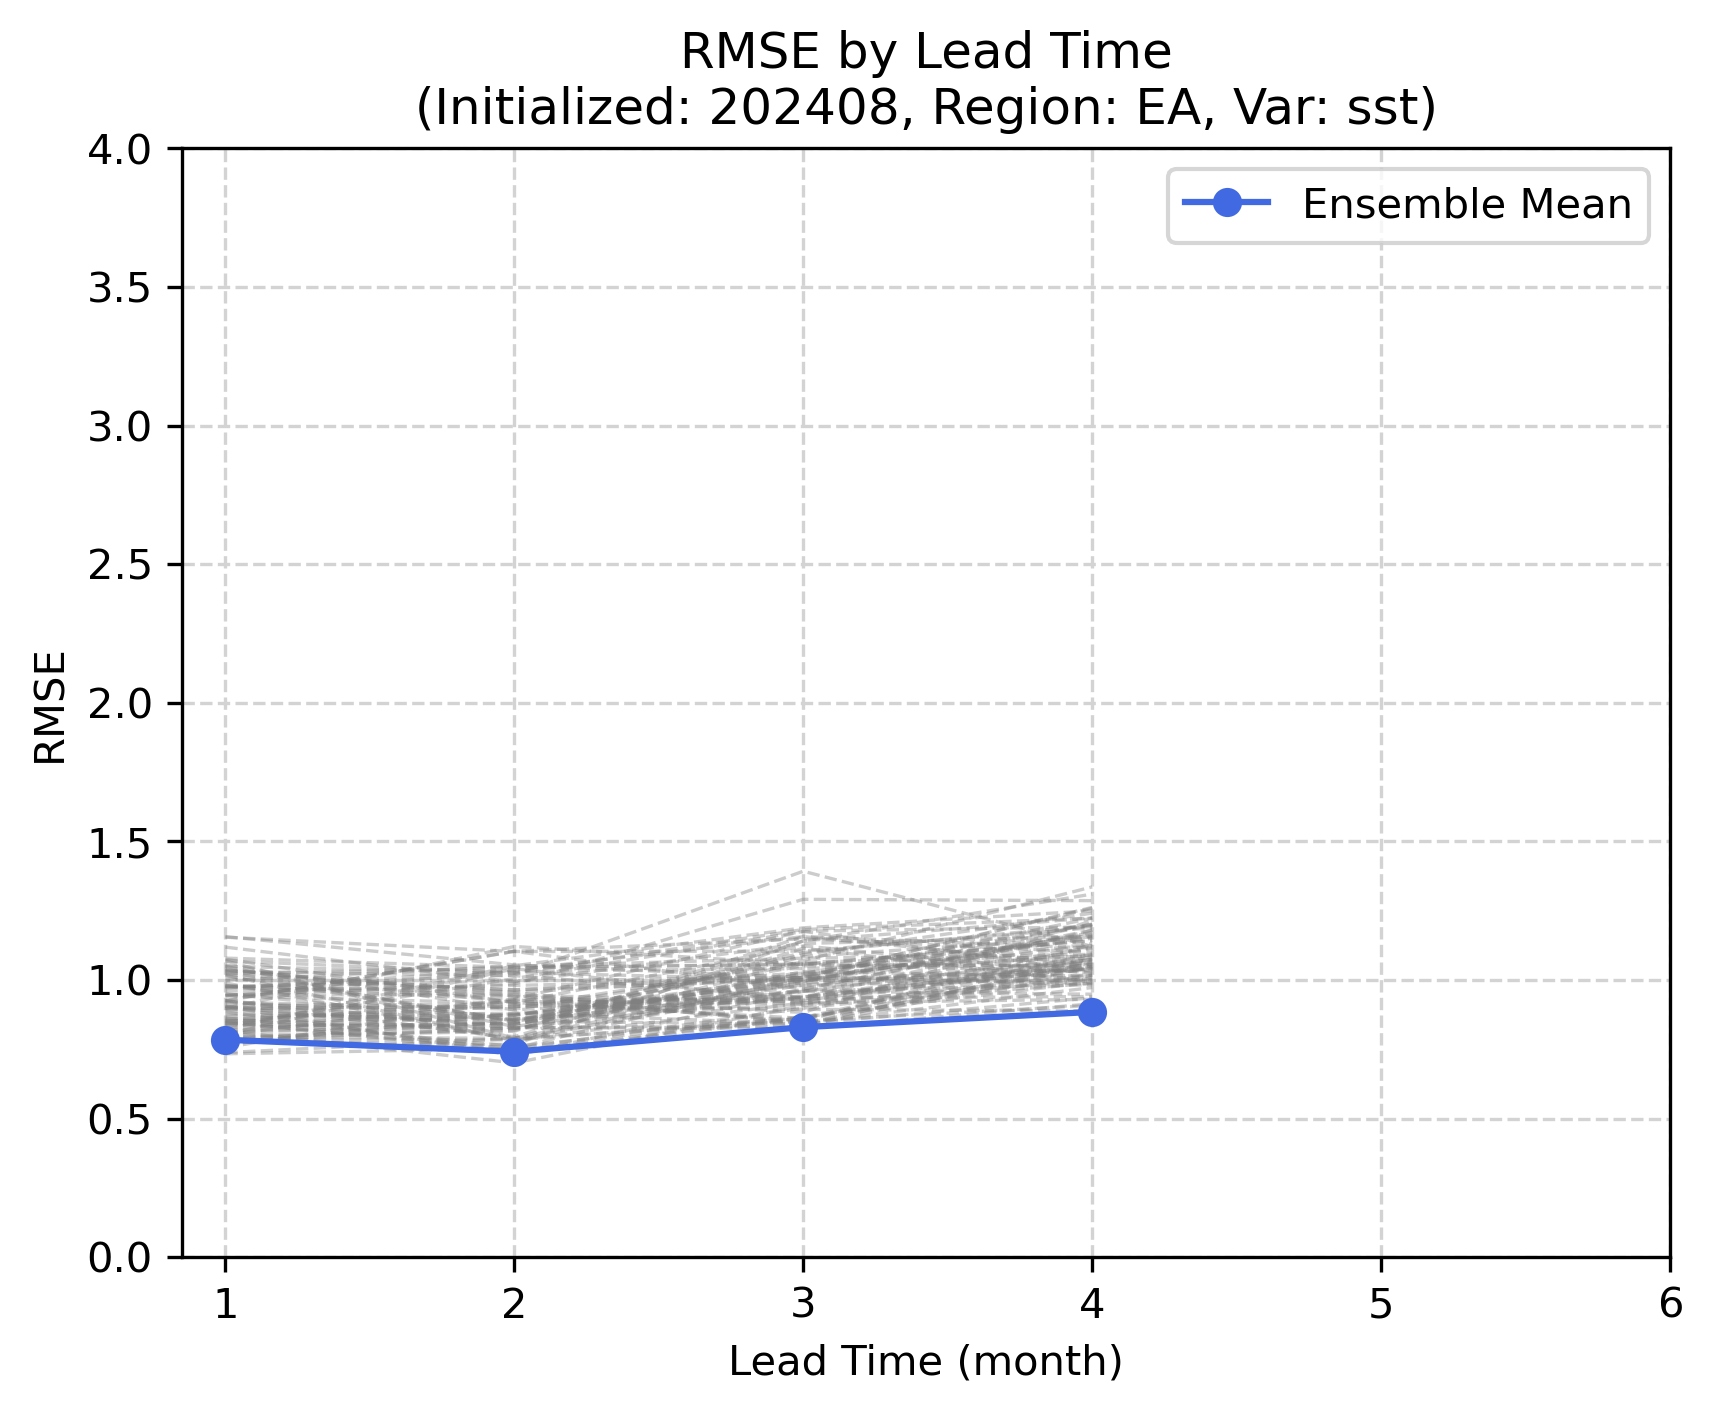 RMSE by Lead Time
(Initialized: 202408, Region: EA, Var: sst)
4.0
3.5
3.0
2.5
2.0
1.5
1.0
0.5
0.0
RMSE
Ensemble Mean
1 2 3 4 5 6
Lead Time (month)